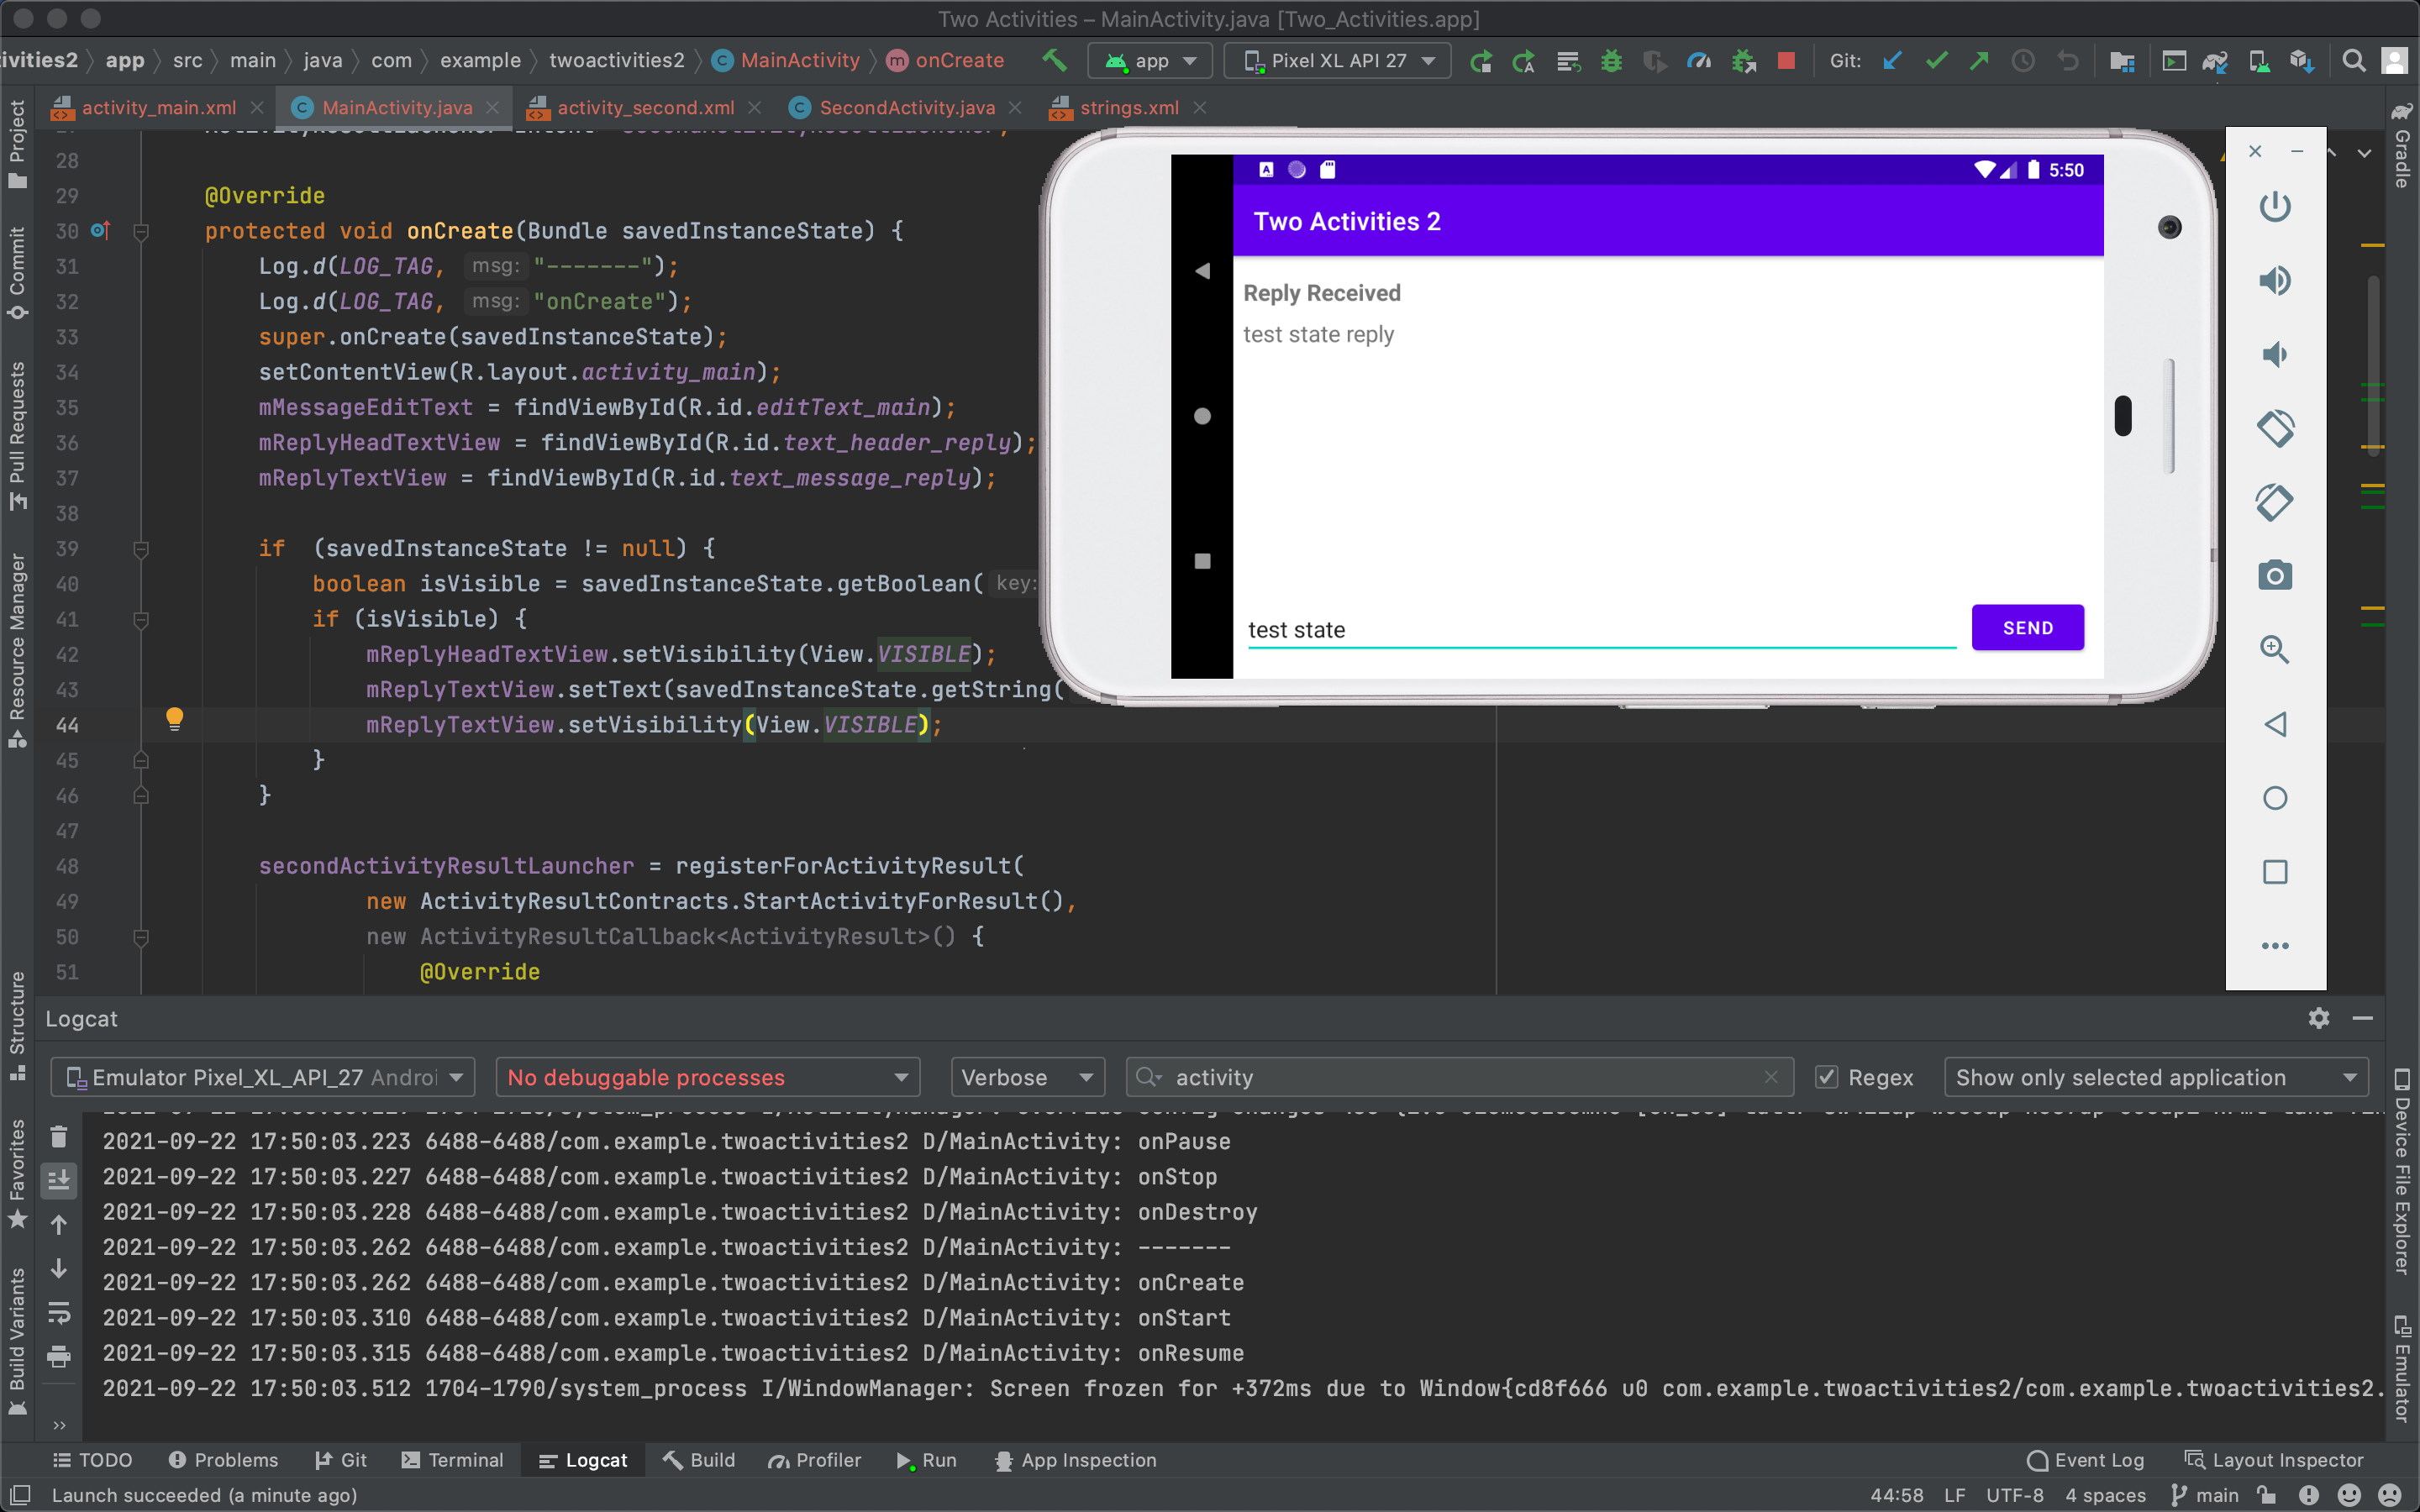 Two Activities – MainActivity.java [Two_Activities.app]
ivities2 app src main java com example twoactivities2 MainActivity onCreate app Pixel XL API 27 Git:
activity_main.xml MainActivity.java activity_second.xml SecondActivity.java strings.xml
Project
Commit
Pull Requests
Resource Manager
Structure
Favorites
Build Variants
28
29 @Override
30 protected void onCreate(Bundle savedInstanceState) {
31 Log.d(LOG_TAG, msg: "-------");
32 Log.d(LOG_TAG, msg: "onCreate");
33 super.onCreate(savedInstanceState);
34 setContentView(R.layout.activity_main);
35 mMessageEditText = findViewById(R.id.editText_main);
36 mReplyHeadTextView = findViewById(R.id.text_header_reply);
37 mReplyTextView = findViewById(R.id.text_message_reply);
38
39 if (savedInstanceState != null) {
40 boolean isVisible = savedInstanceState.getBoolean( key:
41 if (isVisible) {
42 mReplyHeadTextView.setVisibility(View.VISIBLE);
43 mReplyTextView.setText(savedInstanceState.getString(
44 mReplyTextView.setVisibility(View.VISIBLE);
45 }
46 }
47
48 secondActivityResultLauncher = registerForActivityResult(
49 new ActivityResultContracts.StartActivityForResult(),
50 new ActivityResultCallback<ActivityResult>() {
51 @Override
5:50
Two Activities 2
Reply Received
test state reply
test state
SEND
Gradle
Device File Explorer
Emulator
Logcat
Emulator Pixel_XL_API_27 Androi No debuggable processes Verbose activity Regex Show only selected application
2021-09-22 17:50:03.223 6488-6488/com.example.twoactivities2 D/MainActivity: onPause
2021-09-22 17:50:03.227 6488-6488/com.example.twoactivities2 D/MainActivity: onStop
2021-09-22 17:50:03.228 6488-6488/com.example.twoactivities2 D/MainActivity: onDestroy
2021-09-22 17:50:03.262 6488-6488/com.example.twoactivities2 D/MainActivity: -------
2021-09-22 17:50:03.262 6488-6488/com.example.twoactivities2 D/MainActivity: onCreate
2021-09-22 17:50:03.310 6488-6488/com.example.twoactivities2 D/MainActivity: onStart
2021-09-22 17:50:03.315 6488-6488/com.example.twoactivities2 D/MainActivity: onResume
2021-09-22 17:50:03.512 1704-1790/system_process I/WindowManager: Screen frozen for +372ms due to Window{cd8f666 u0 com.example.twoactivities2/com.example.twoactivities2.
TODO Problems Git Terminal Logcat Build Profiler Run App Inspection Event Log Layout Inspector
Launch succeeded (a minute ago) 44:58 LF UTF-8 4 spaces main